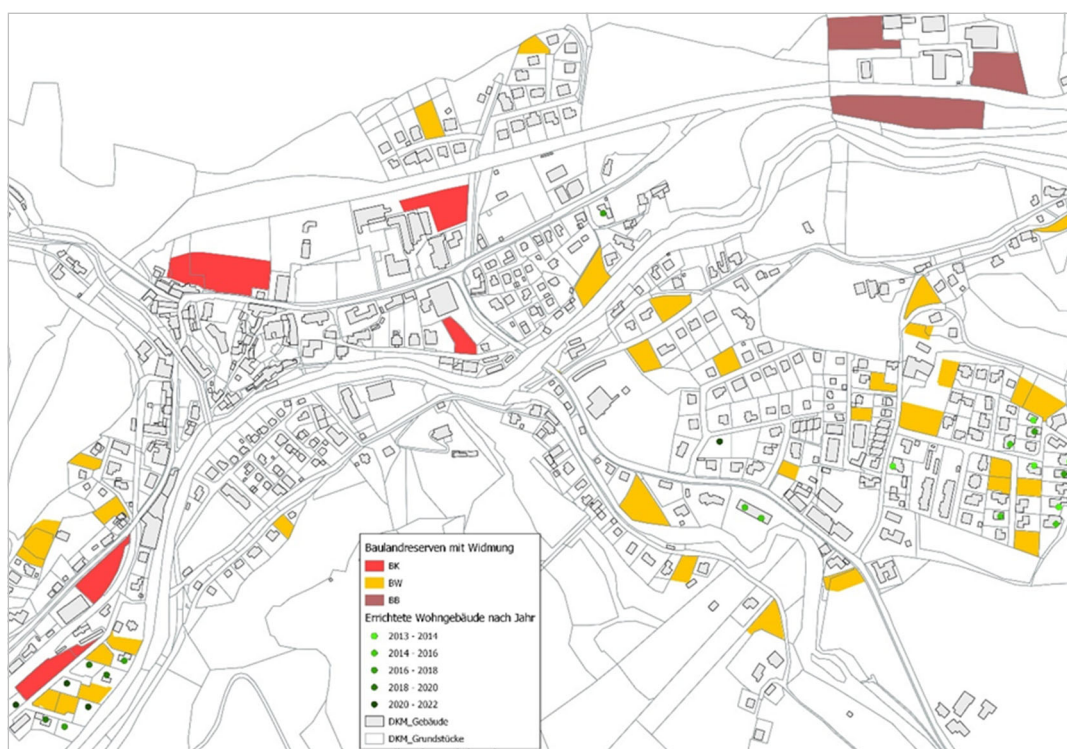 Baulandreserven mit Widmung
BK
BW
BB
Errichtete Wohngebäude nach Jahr
2013 - 2014
2014 - 2016
2016 - 2018
2018 - 2020
2020 - 2022
DKM_Gebäude
DKM_Grundstücke